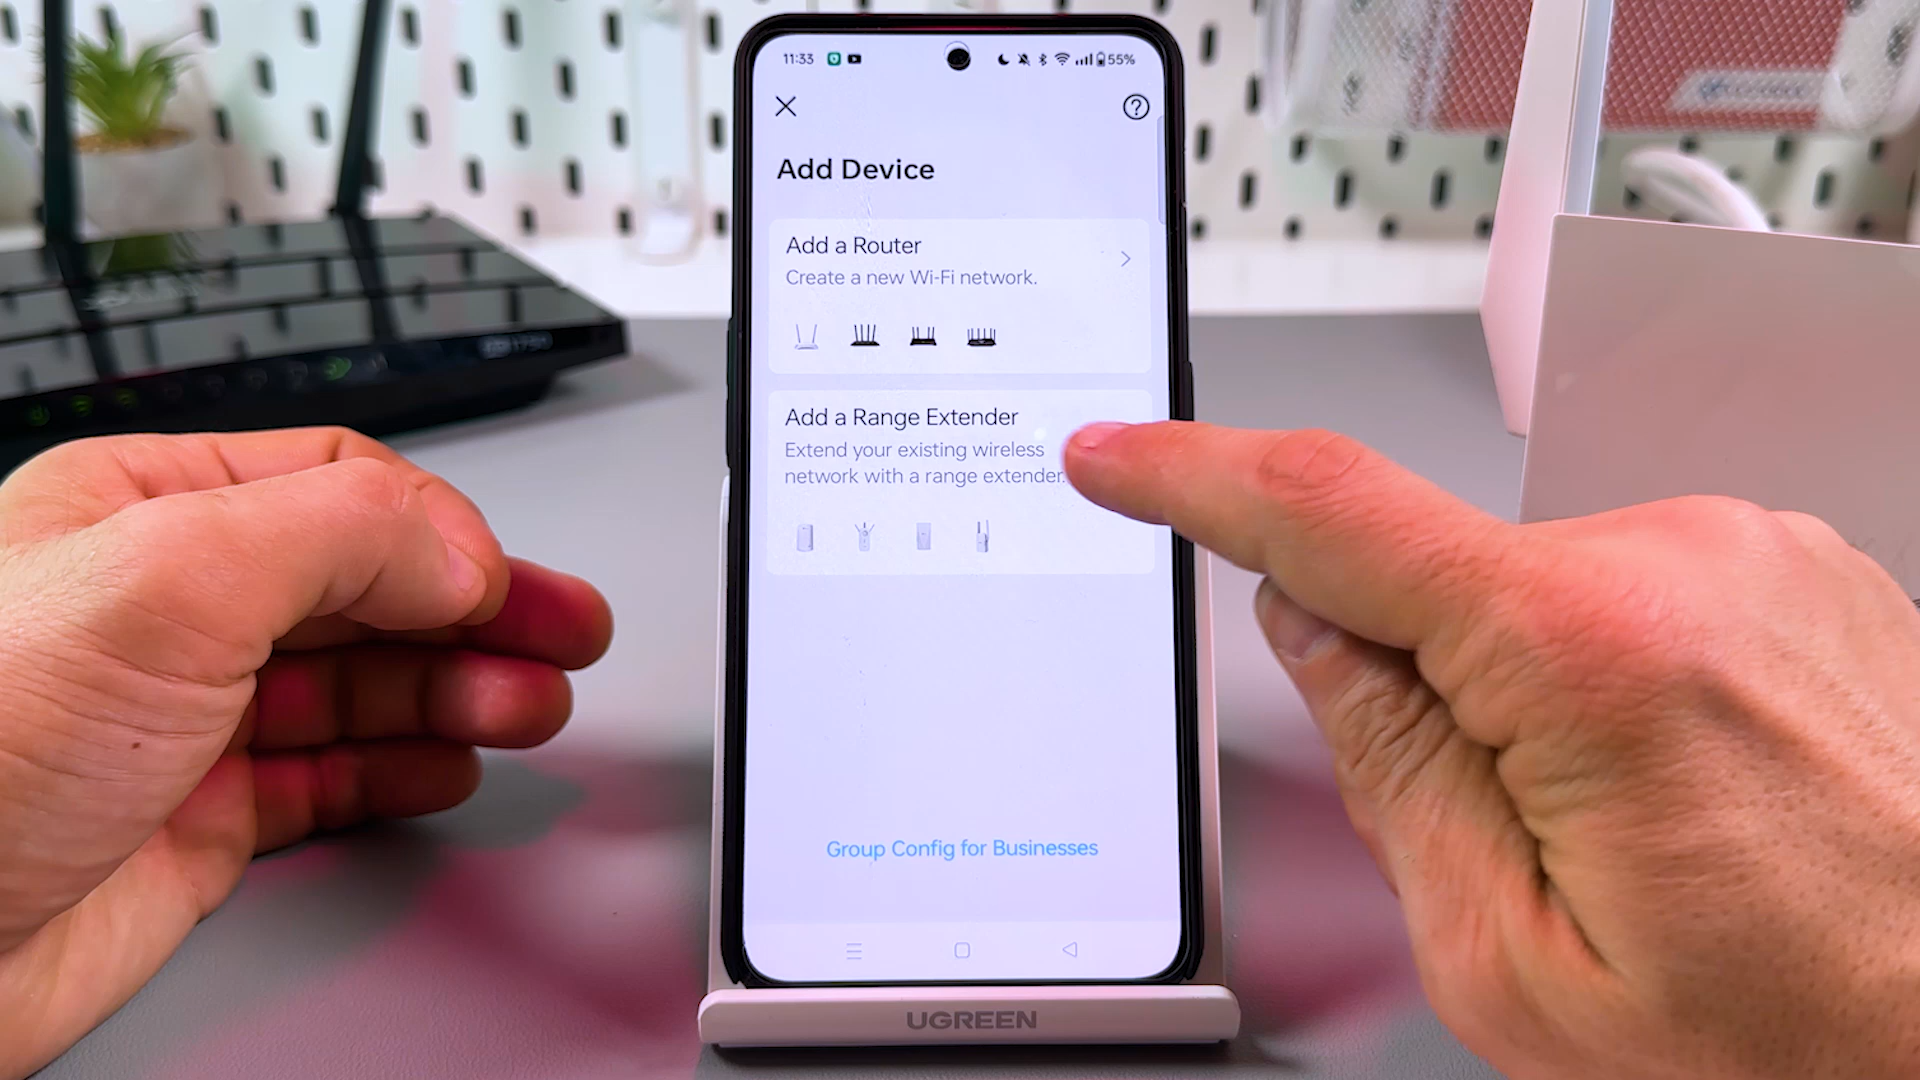 11:33
55%
Add Device
Add a Router
Create a new Wi-Fi network.
Add a Range Extender
Extend your existing wireless
network with a range extender.
Group Config for Businesses
UGREEN